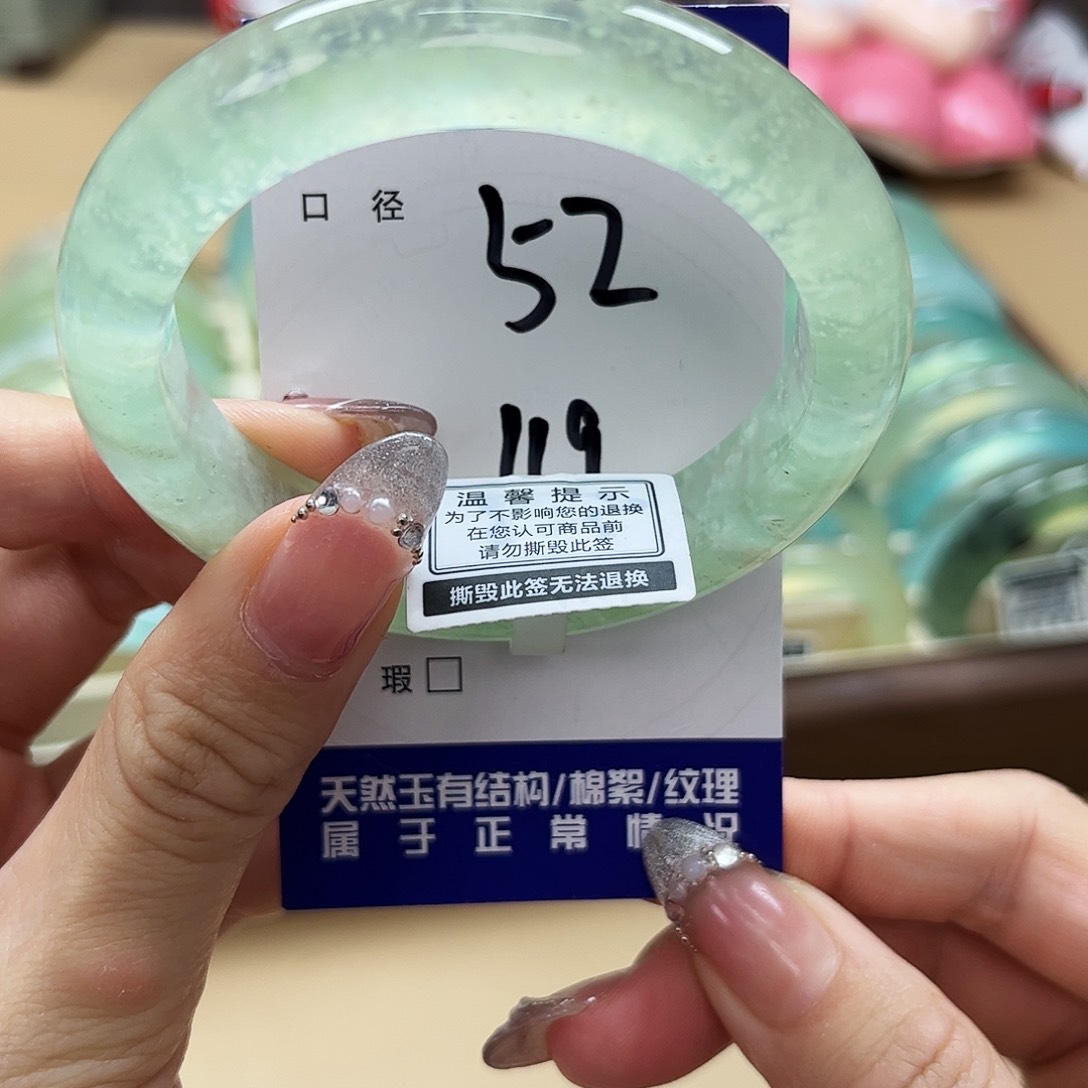 口 径 52
119
温馨提示
为了不影响您的退换
在您认可商品前
请勿撕毁此签
撕毁此签无法退换
瑕□
天然玉有结构/棉絮/纹理
属于正常情况